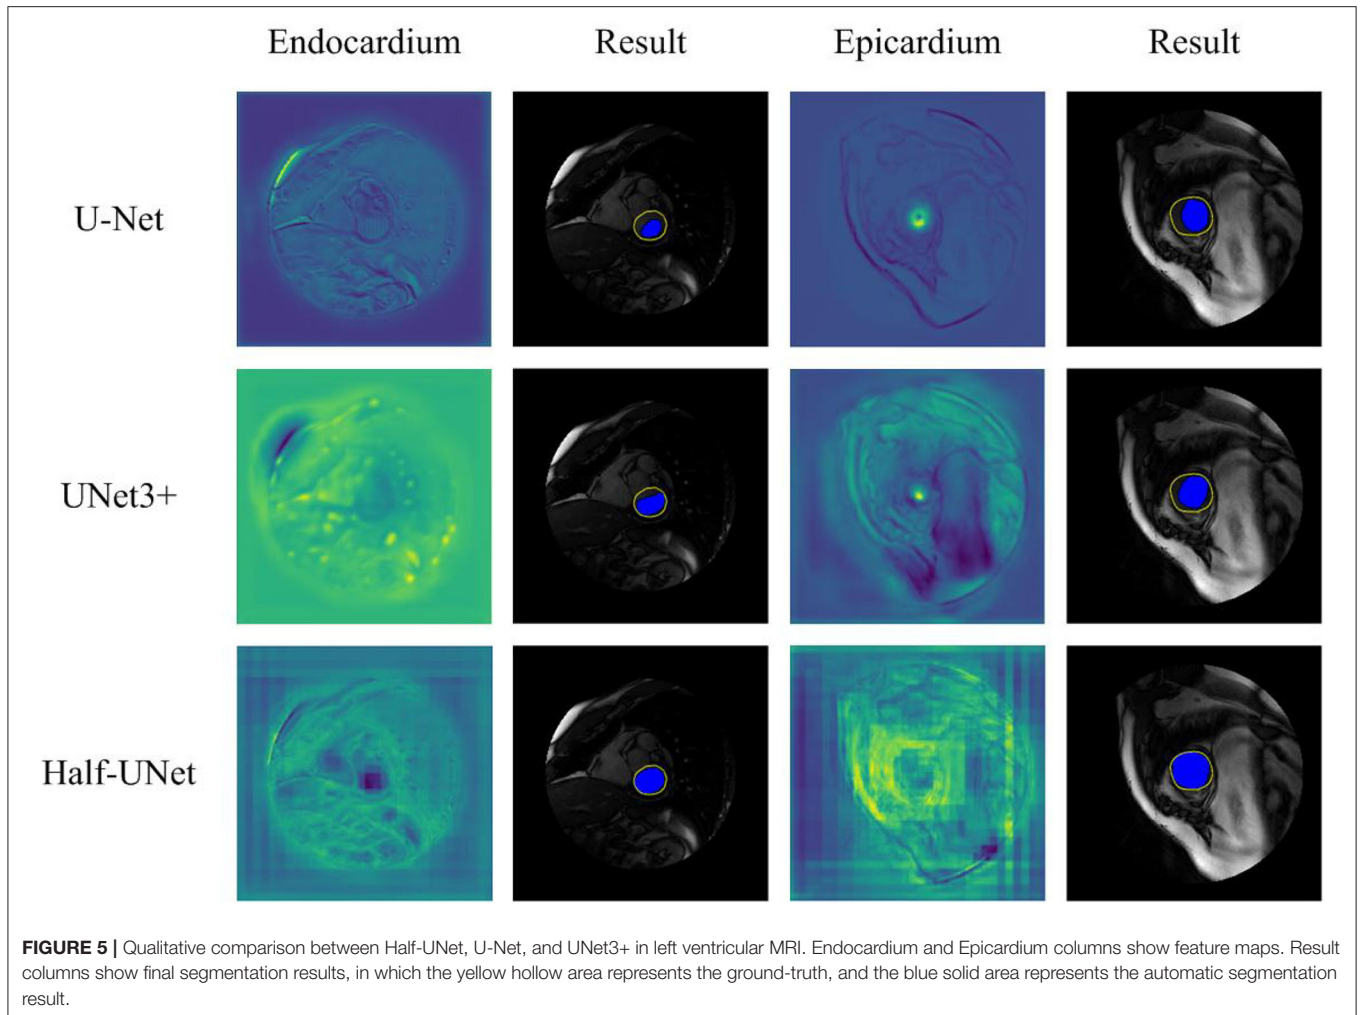 Endocardium Result Epicardium Result
U-Net
UNet3+
Half-UNet
FIGURE 5 | Qualitative comparison between Half-UNet, U-Net, and UNet3+ in left ventricular MRI. Endocardium and Epicardium columns show feature maps. Result
columns show final segmentation results, in which the yellow hollow area represents the ground-truth, and the blue solid area represents the automatic segmentation
result.